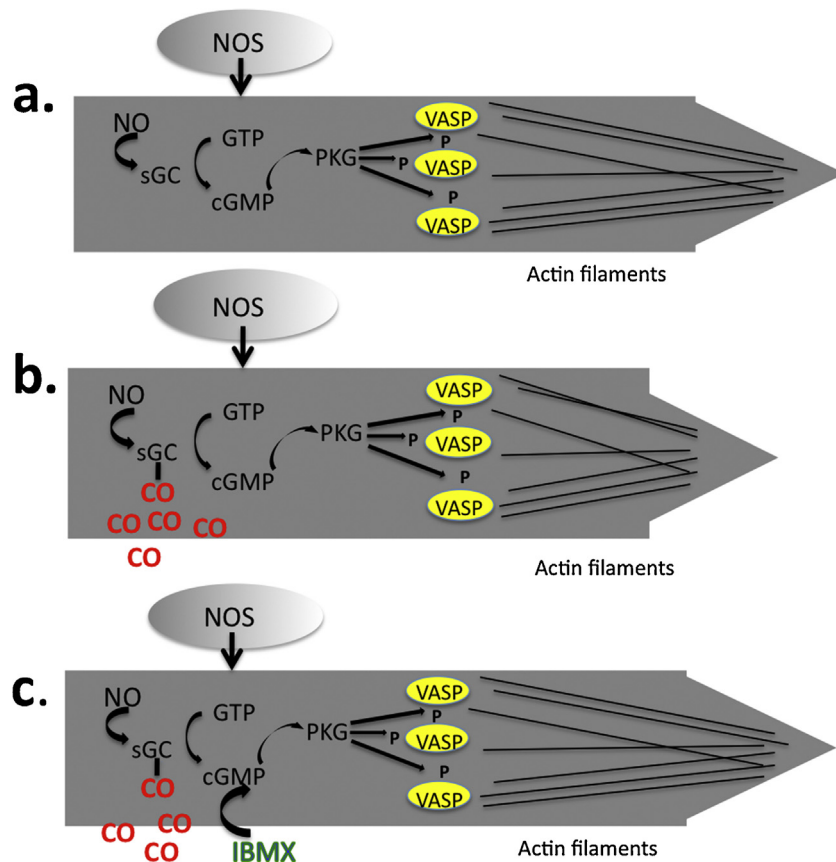 a.
NOS
NO
sGC
GTP
cGMP
PKG
VASP
P
P
VASP
P
VASP
Actin filaments
b.
NOS
NO
sGC
GTP
cGMP
PKG
VASP
P
P
VASP
P
VASP
CO
CO
CO
CO
CO
Actin filaments
c.
NOS
NO
sGC
GTP
cGMP
PKG
VASP
P
P
VASP
P
VASP
CO
CO
CO
CO
IBMX
Actin filaments